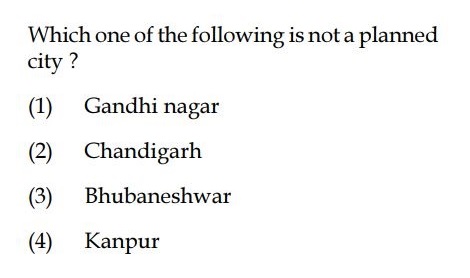 Which one of the following is not a planned
city ?
(1) Gandhi nagar
(2) Chandigarh
(3) Bhubaneshwar
(4) Kanpur